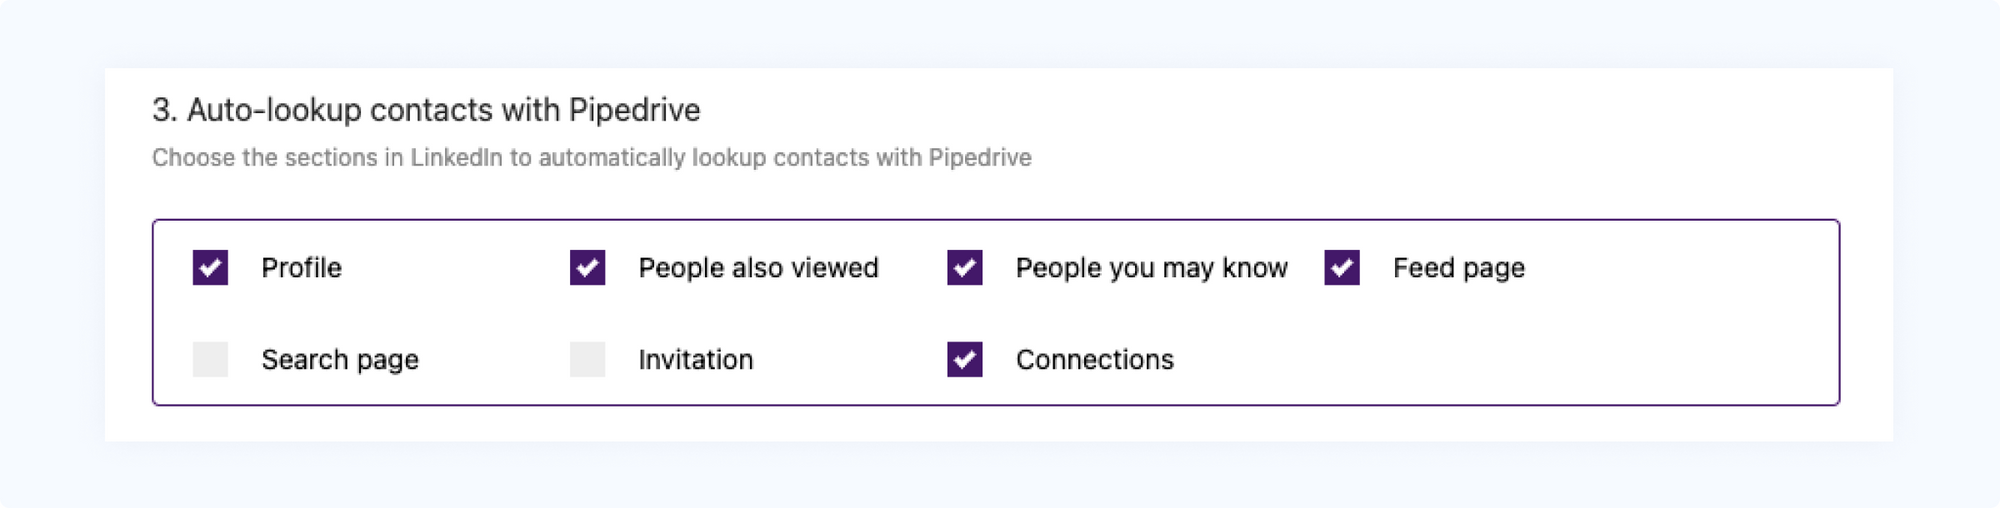 3. Auto-lookup contacts with Pipedrive
Choose the sections in LinkedIn to automatically lookup contacts with Pipedrive
Profile People also viewed People you may know Feed page
Search page Invitation Connections